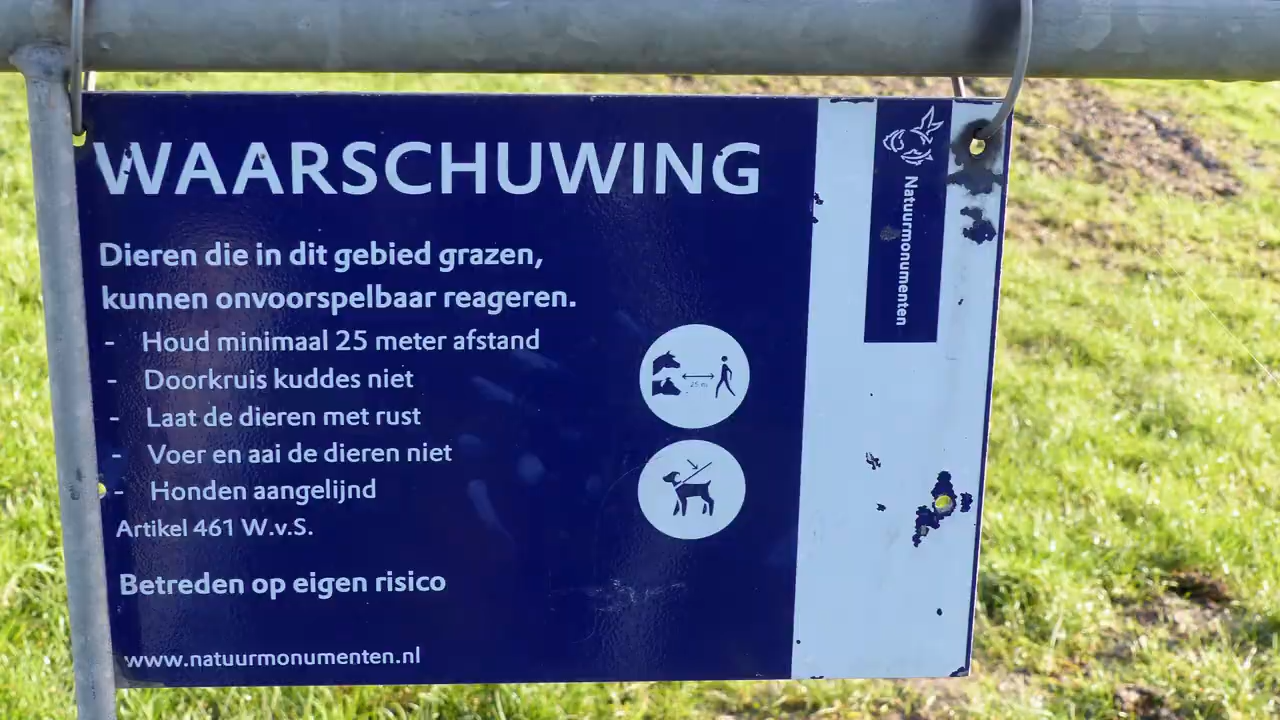 WAARSCHUWING
Dieren die in dit gebied grazen,
kunnen onvoorspelbaar reageren.
- Houd minimaal 25 meter afstand
- Doorkruis kuddes niet
- Laat de dieren met rust
- Voer en aai de dieren niet
- Honden aangelijnd
Artikel 461 W.v.S.
Betreden op eigen risico
www.natuurmonumenten.nl
25 m
Natuurmonumenten